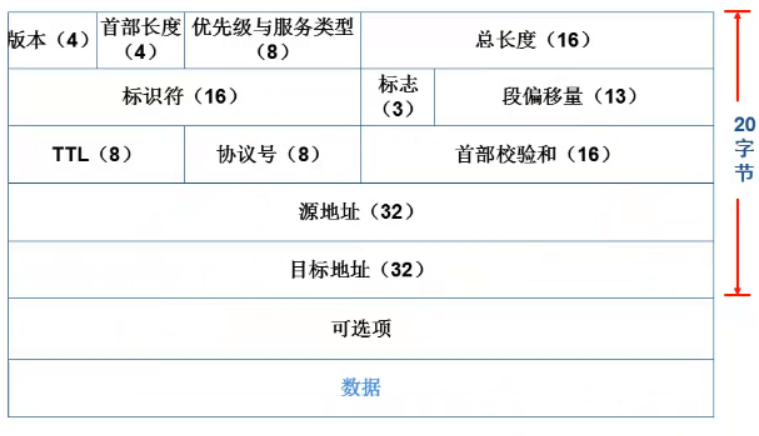 版本（4）
首部长度
（4）
优先级与服务类型
（8）
总长度（16）
标识符（16）
标志
（3）
段偏移量（13）
TTL（8）
协议号（8）
首部校验和（16）
源地址（32）
目标地址（32）
可选项
数据
20
字
节